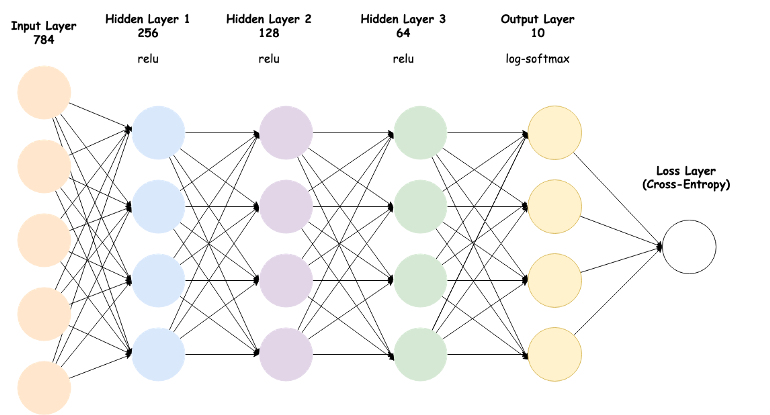 Input Layer
784
Hidden Layer 1
256
relu
Hidden Layer 2
128
relu
Hidden Layer 3
64
relu
Output Layer
10
log-softmax
Loss Layer
(Cross-Entropy)